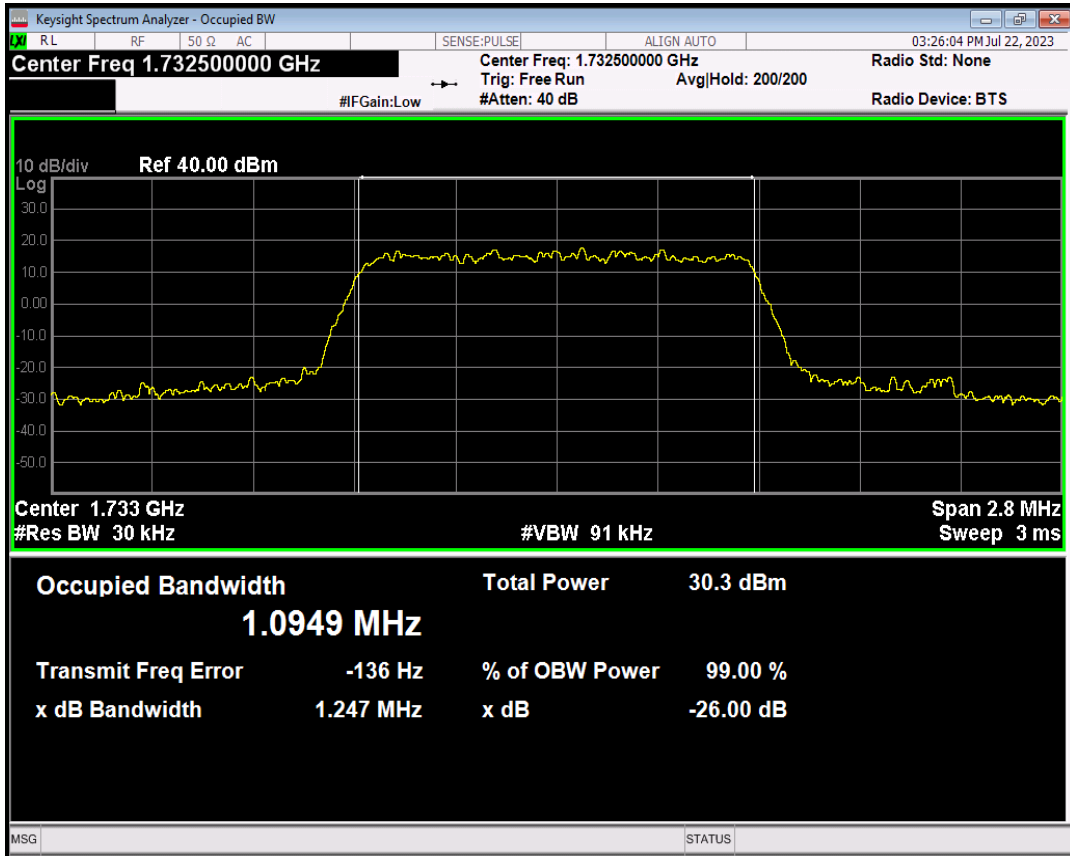 Keysight Spectrum Analyzer - Occupied BW
LXI RL RF 50 Ω AC SENSE:PULSE ALIGN AUTO 03:26:04 PM Jul 22, 2023
Center Freq 1.732500000 GHz Center Freq: 1.732500000 GHz Radio Std: None
Trig: Free Run Avg|Hold: 200/200
#IFGain:Low #Atten: 40 dB Radio Device: BTS
10 dB/div Ref 40.00 dBm
Log
30.0
20.0
10.0
0.00
-10.0
-20.0
-30.0
-40.0
-50.0
Center 1.733 GHz Span 2.8 MHz
#Res BW 30 kHz #VBW 91 kHz Sweep 3 ms
Occupied Bandwidth Total Power 30.3 dBm
1.0949 MHz
Transmit Freq Error -136 Hz % of OBW Power 99.00 %
x dB Bandwidth 1.247 MHz x dB -26.00 dB
MSG STATUS